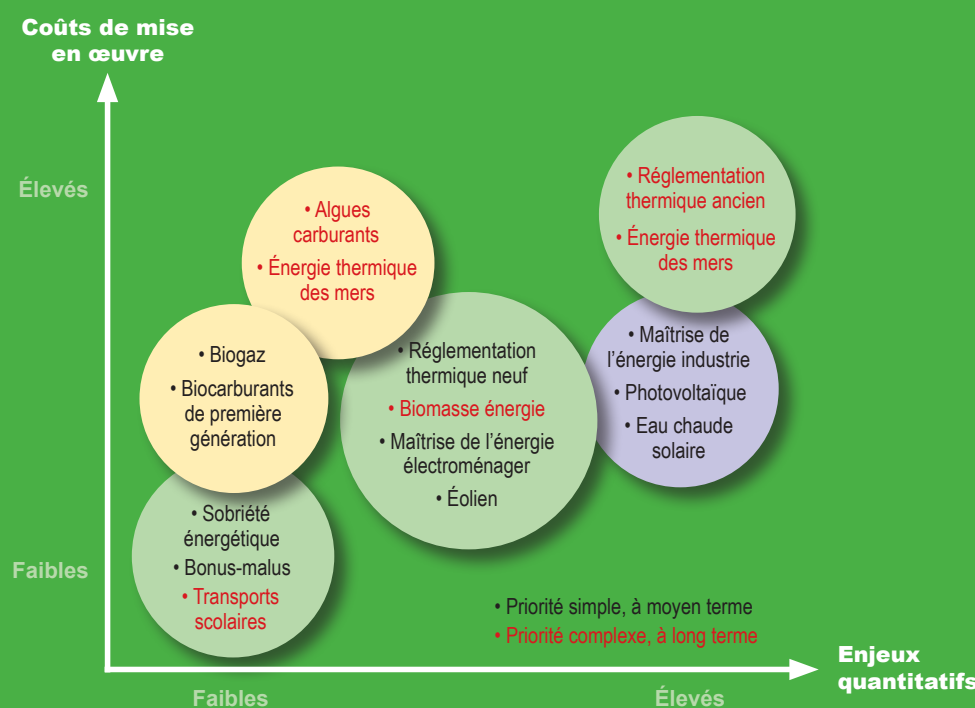 Coûts de mise
en œuvre
Élevés
Faibles
• Algues
carburants
• Énergie thermique
des mers
• Réglementation
thermique ancien
• Énergie thermique
des mers
• Biogaz
• Biocarburants
de première
génération
• Réglementation
thermique neuf
• Biomasse énergie
• Maîtrise de l’énergie
électroménager
• Éolien
• Maîtrise de
l’énergie industrie
• Photovoltaïque
• Eau chaude
solaire
• Sobriété
énergétique
• Bonus-malus
• Transports
scolaires
• Priorité simple, à moyen terme
• Priorité complexe, à long terme
Enjeux
quantitatifs
Faibles
Élevés